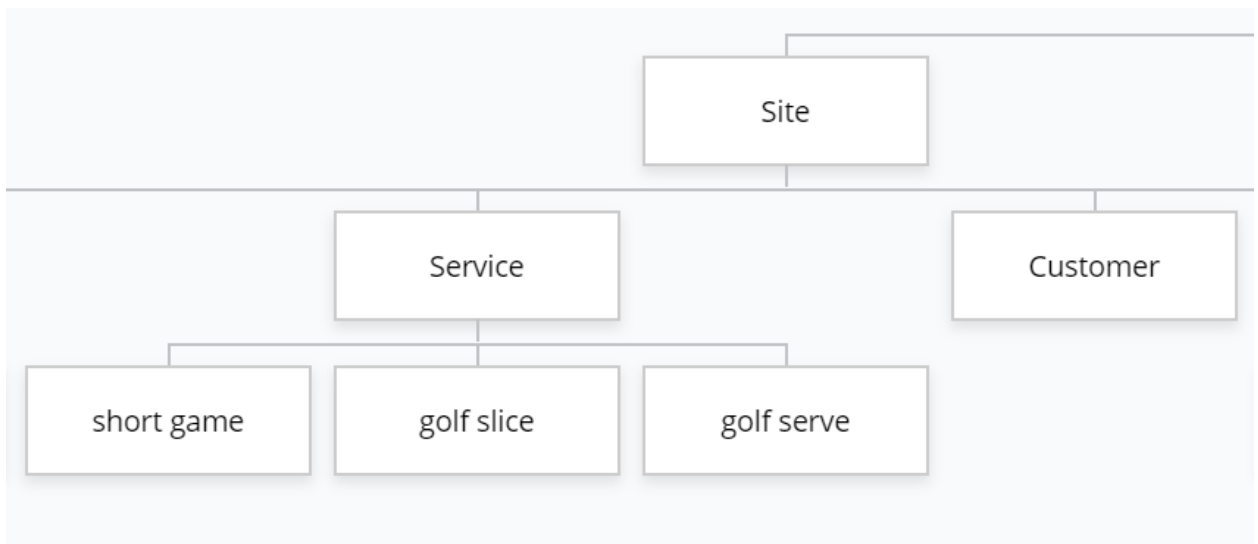 Site
Service
Customer
short game
golf slice
golf serve